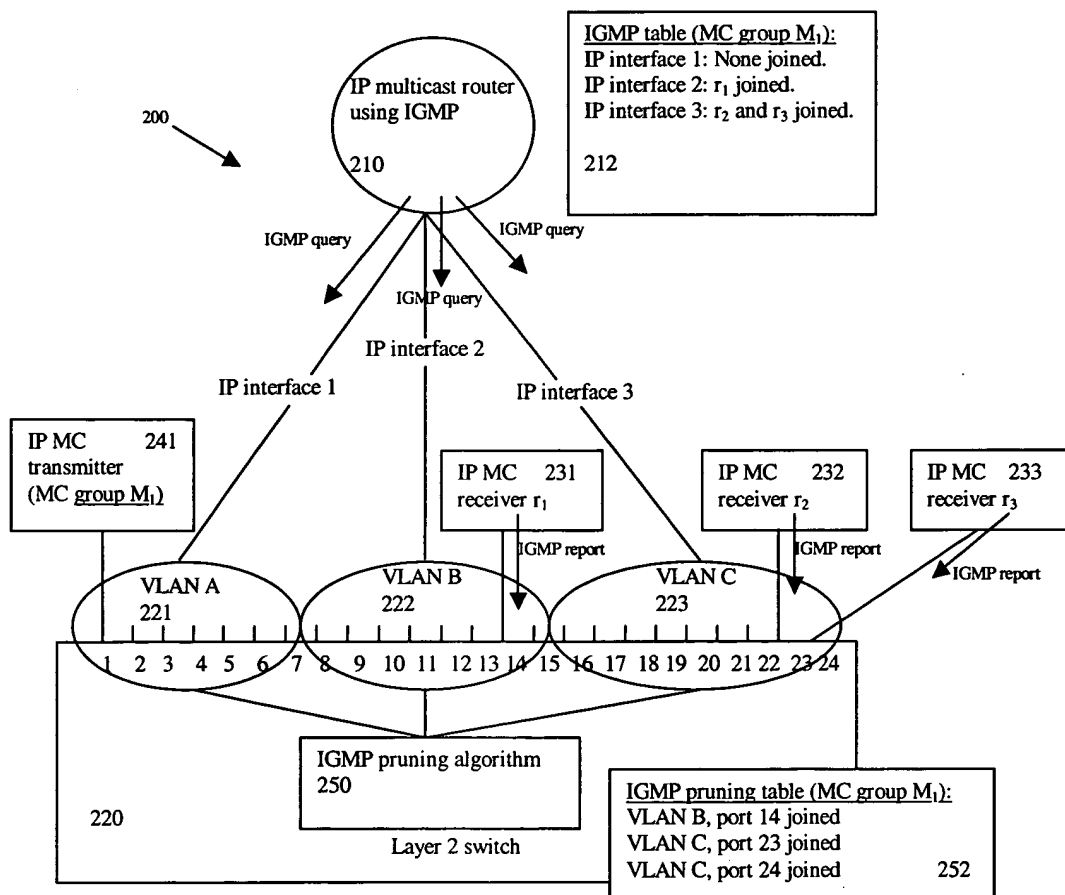 IP multicast router
using IGMP
210
200
IGMP table (MC group M₁):
IP interface 1: None joined.
IP interface 2: r₁ joined.
IP interface 3: r₂ and r₃ joined.
212
IGMP query
IGMP query
IGMP query
IP interface 1
IP interface 2
IP interface 3
IP MC 241
transmitter
(MC group M₁)
IP MC 231
receiver r₁
IP MC 232
receiver r₂
IP MC 233
receiver r₃
IGMP report
IGMP report
IGMP report
VLAN A
221
VLAN B
222
VLAN C
223
1 2 3 4 5 6 7 8 9 10 11 12 13 14 15 16 17 18 19 20 21 22 23 24
IGMP pruning algorithm
250
220
Layer 2 switch
IGMP pruning table (MC group M₁):
VLAN B, port 14 joined
VLAN C, port 23 joined
VLAN C, port 24 joined 252